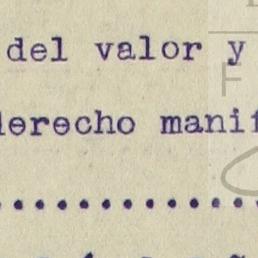 del valor y
derecho manif
....................